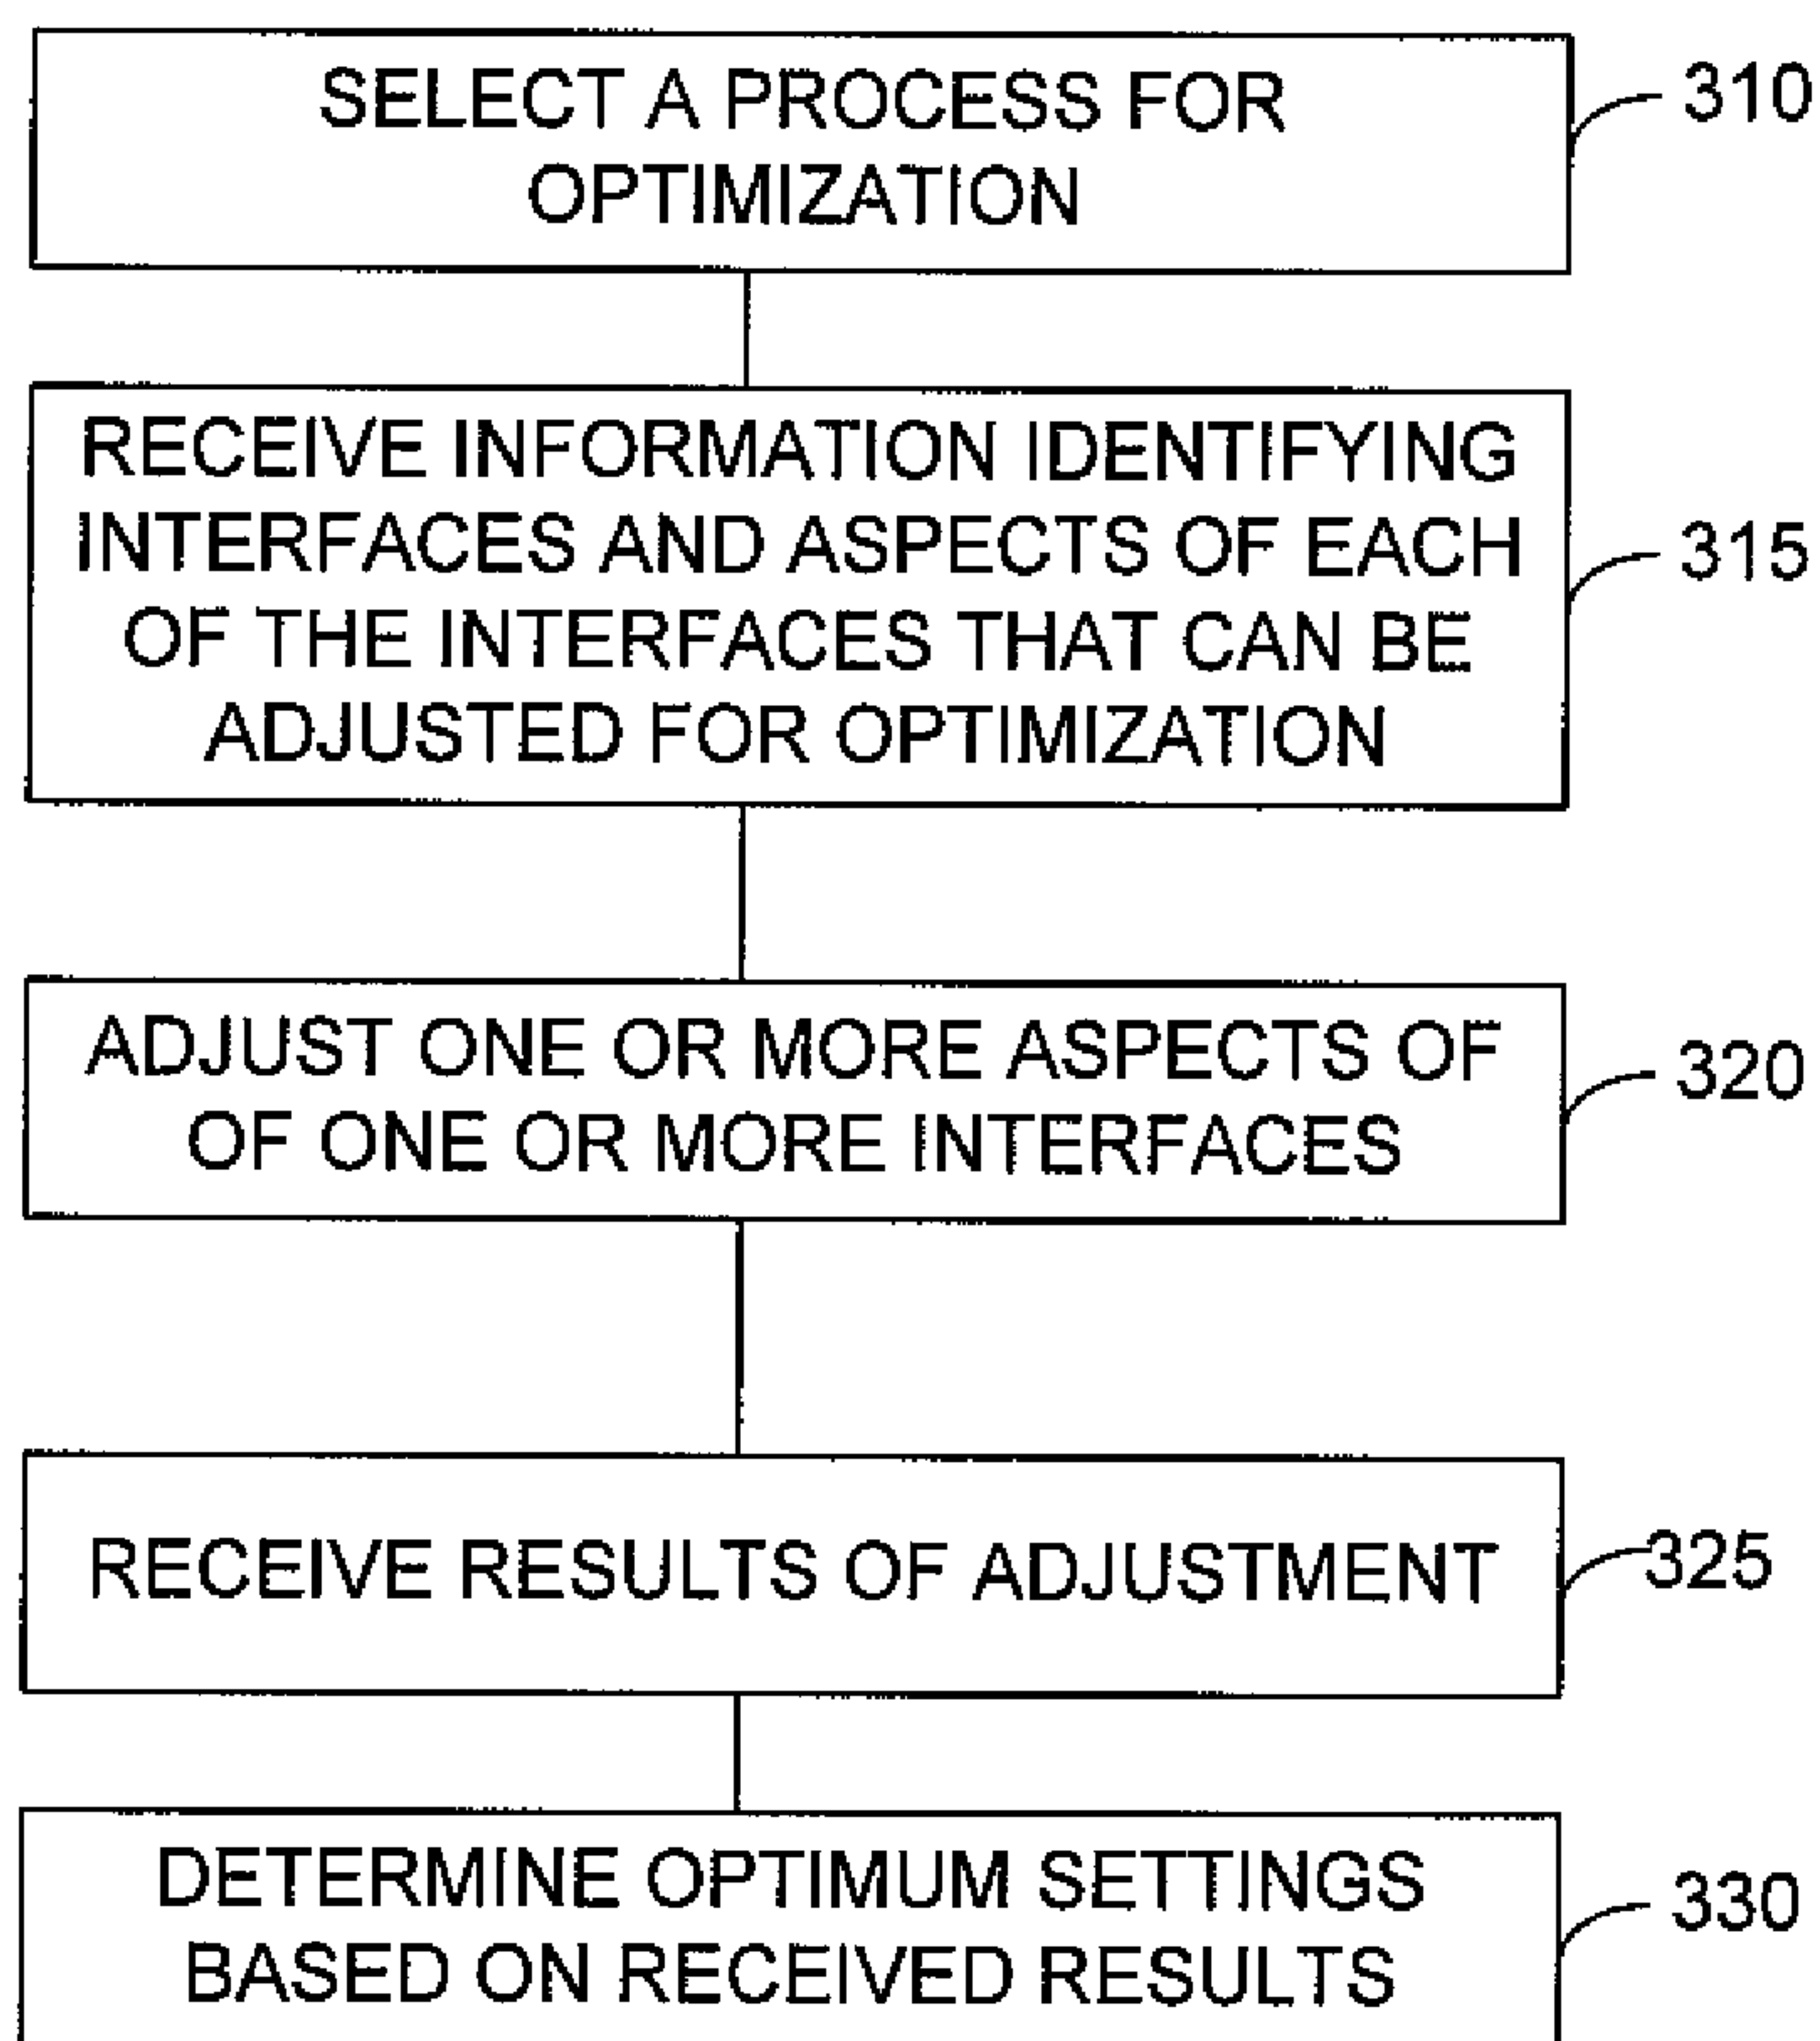 SELECT A PROCESS FOR
OPTIMIZATION
310
RECEIVE INFORMATION IDENTIFYING
INTERFACES AND ASPECTS OF EACH
OF THE INTERFACES THAT CAN BE
ADJUSTED FOR OPTIMIZATION
315
ADJUST ONE OR MORE ASPECTS OF
OF ONE OR MORE INTERFACES
320
RECEIVE RESULTS OF ADJUSTMENT
325
DETERMINE OPTIMUM SETTINGS
BASED ON RECEIVED RESULTS
330